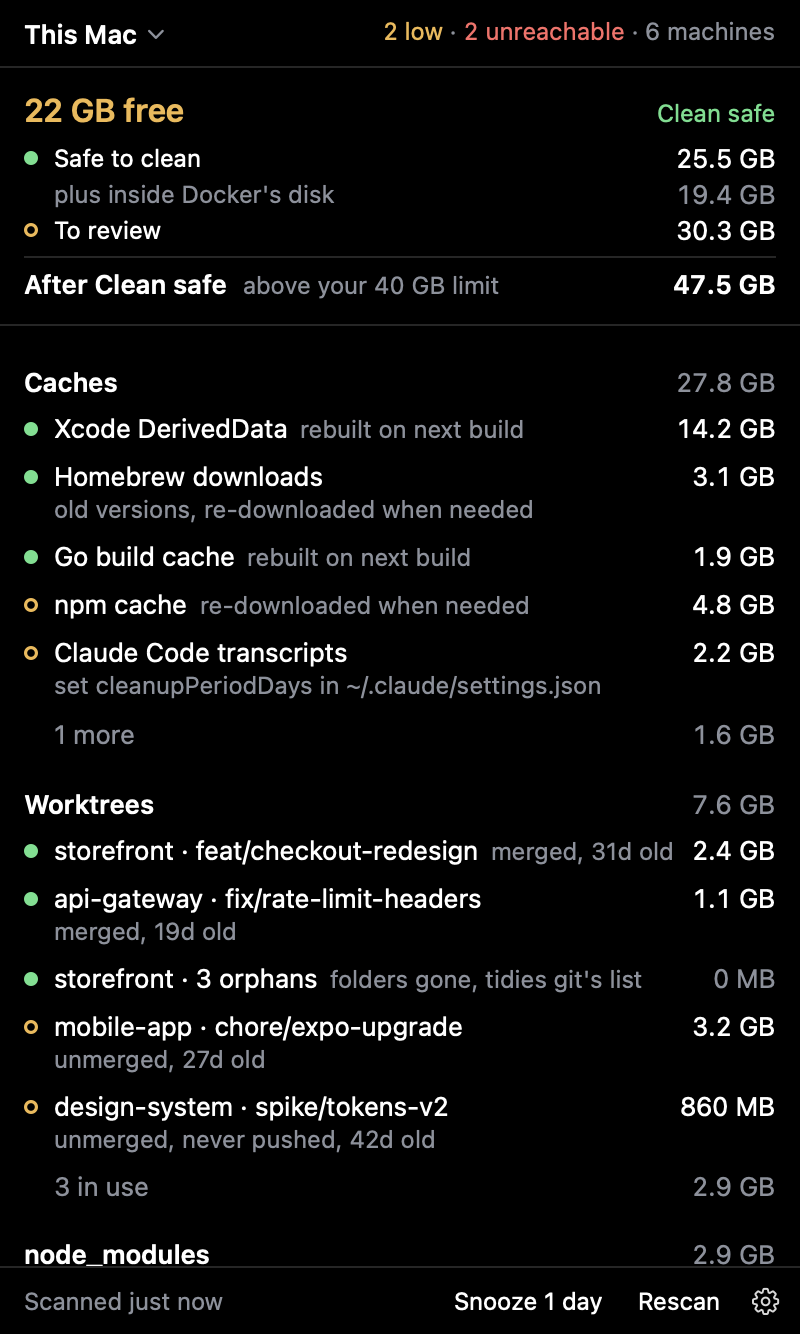 This Mac
2 low · 2 unreachable · 6 machines
22 GB free
Clean safe
Safe to clean 25.5 GB
plus inside Docker's disk 19.4 GB
To review 30.3 GB
After Clean safe above your 40 GB limit 47.5 GB
Caches 27.8 GB
Xcode DerivedData rebuilt on next build 14.2 GB
Homebrew downloads 3.1 GB
old versions, re-downloaded when needed
Go build cache rebuilt on next build 1.9 GB
npm cache re-downloaded when needed 4.8 GB
Claude Code transcripts 2.2 GB
set cleanupPeriodDays in ~/.claude/settings.json
1 more 1.6 GB
Worktrees 7.6 GB
storefront · feat/checkout-redesign merged, 31d old 2.4 GB
api-gateway · fix/rate-limit-headers 1.1 GB
merged, 19d old
storefront · 3 orphans folders gone, tidies git's list 0 MB
mobile-app · chore/expo-upgrade 3.2 GB
unmerged, 27d old
design-system · spike/tokens-v2 860 MB
unmerged, never pushed, 42d old
3 in use 2.9 GB
node_modules 2.9 GB
Scanned just now Snooze 1 day Rescan